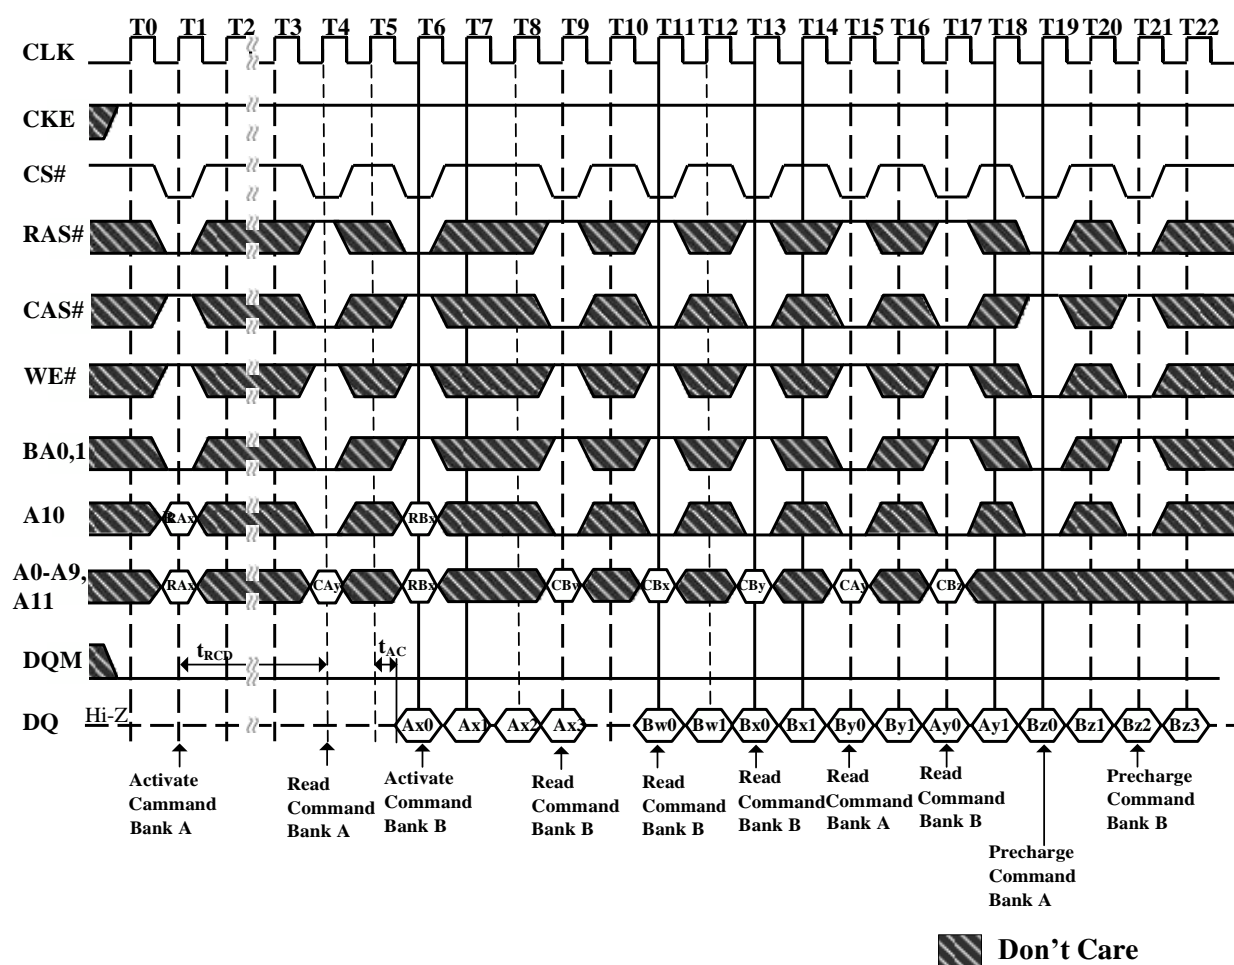 T0 T1 T2 T3 T4 T5 T6 T7 T8 T9 T10 T11 T12 T13 T14 T15 T16 T17 T18 T19 T20 T21 T22
CLK
CKE
CS#
RAS#
CAS#
WE#
BA0,1
A10 RAx RBx
A0-A9, A11 RAx CAy RBx CBw CBx CBy CAy CBz
DQM tRCD tAC
DQ Hi-Z Ax0 Ax1 Ax2 Ax3 Bw0 Bw1 Bx0 Bx1 By0 By1 Ay0 Ay1 Bz0 Bz1 Bz2 Bz3
Activate
Cammand
Bank A
Read
Command
Bank A
Activate
Command
Bank B
Read
Command
Bank B
Read
Command
Bank B
Read
Command
Bank B
Read
Command
Bank A
Read
Command
Bank B
Precharge
Command
Bank A
Precharge
Command
Bank B
Don't Care